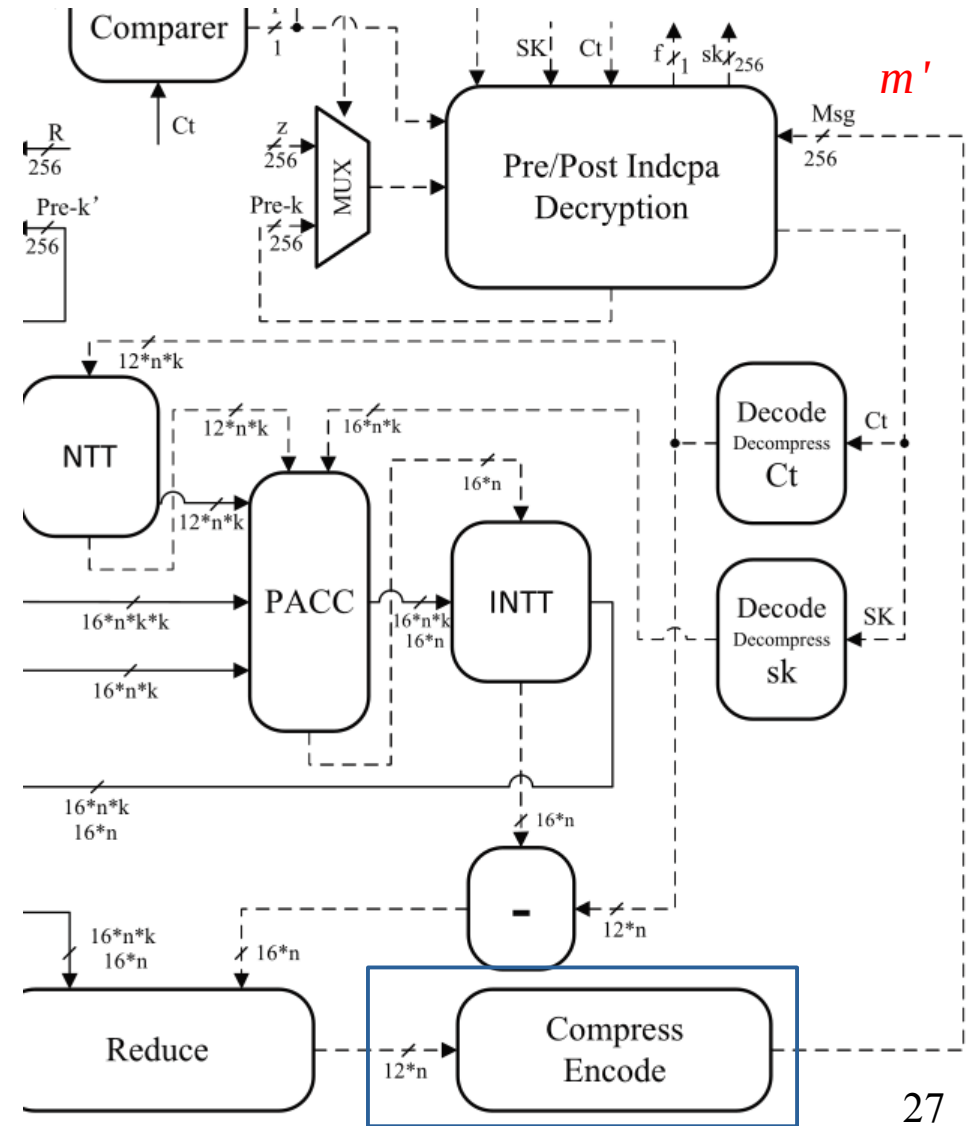 Comparer
1
Ct
R
256
Pre-k’
256
z
256
Pre-k
256
MUX
SK
Ct
f
1
sk
256
m'
Msg
256
Pre/Post Indcpa
Decryption
12*n*k
NTT
12*n*k
16*n*k
12*n*k
16*n
Decode
Decompress
Ct
Ct
PACC
INTT
16*n*k*k
16*n*k
16*n
16*n*k
Decode
Decompress
sk
SK
16*n*k
16*n
16*n
-
12*n
16*n*k
16*n
16*n
Reduce
12*n
Compress
Encode
27